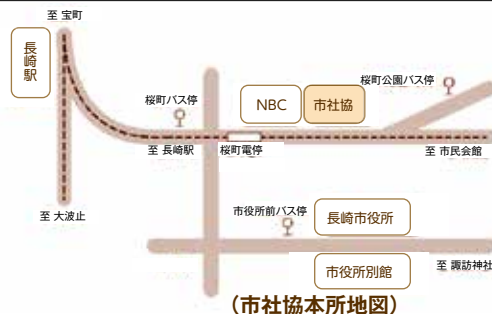 至 宝町
長崎駅
桜町公園バス停
桜町バス停
NBC
市社協
至 長崎駅
桜町電停
至 市民会館
至 大波止
市役所前バス停
長崎市役所
市役所別館
至 諏訪神社
（市社協本所地図）